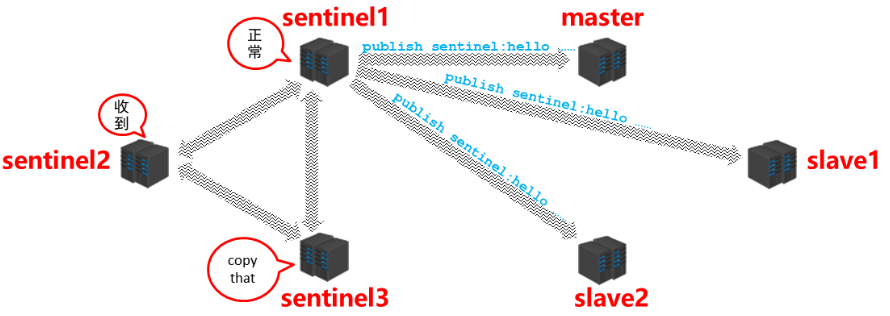 sentinel1
master
正
常
publish sentinel:hello ......
publish sentinel:hello ......
publish sentinel:hello ......
收
到
sentinel2
slave1
copy
that
sentinel3
slave2